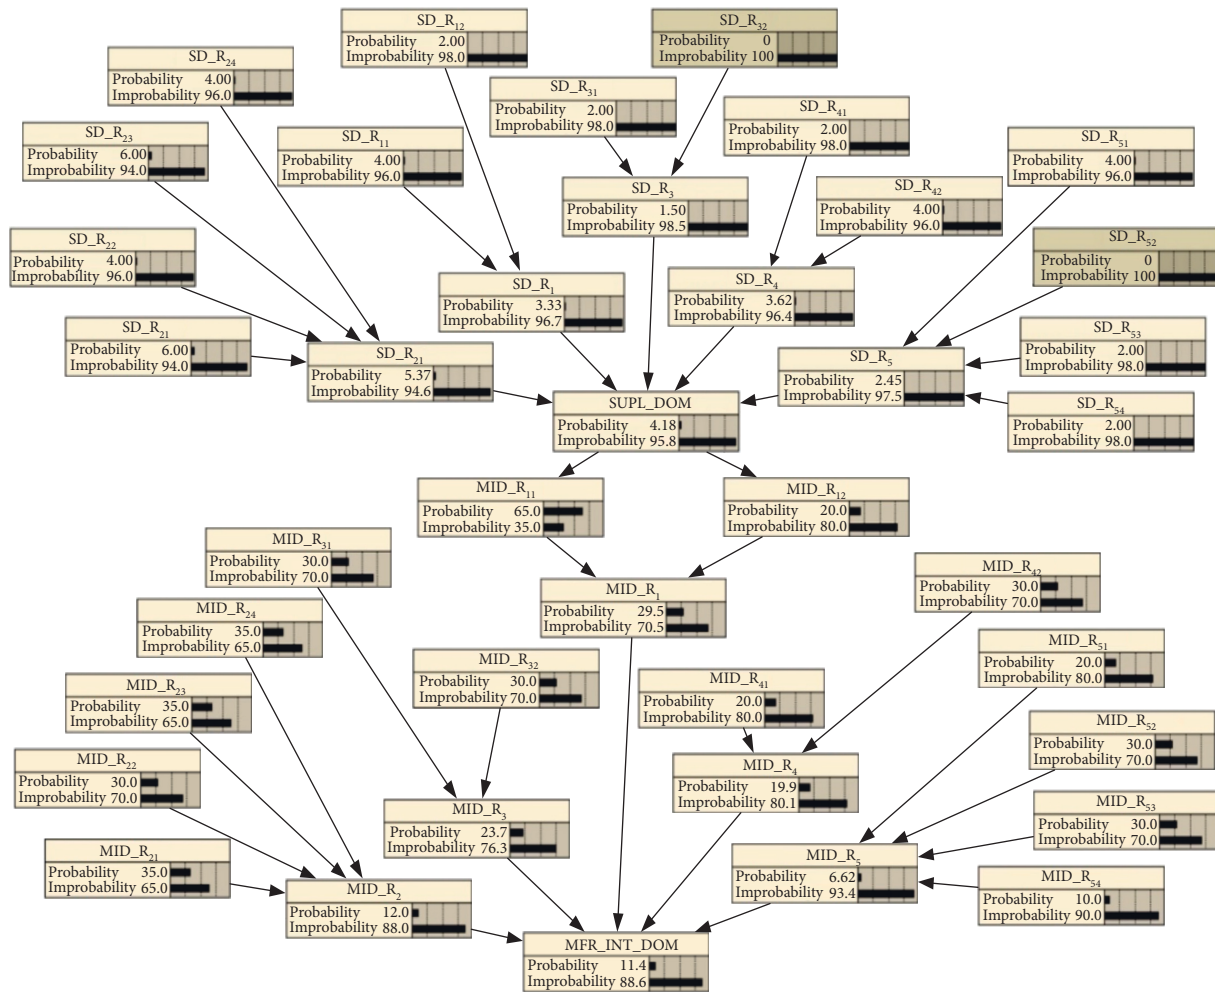 SD_R₁₂
Probability 2.00
Improbability 98.0
SD_R₃₂
Probability 0
Improbability 100
SD_R₂₄
Probability 4.00
Improbability 96.0
SD_R₃₁
Probability 2.00
Improbability 98.0
SD_R₄₁
Probability 2.00
Improbability 98.0
SD_R₂₃
Probability 6.00
Improbability 94.0
SD_R₁₁
Probability 4.00
Improbability 96.0
SD_R₅₁
Probability 4.00
Improbability 96.0
SD_R₃
Probability 1.50
Improbability 98.5
SD_R₄₂
Probability 4.00
Improbability 96.0
SD_R₂₂
Probability 4.00
Improbability 96.0
SD_R₅₂
Probability 0
Improbability 100
SD_R₁
Probability 3.33
Improbability 96.7
SD_R₄
Probability 3.62
Improbability 96.4
SD_R₂₁
Probability 6.00
Improbability 94.0
SD_R₅₃
Probability 2.00
Improbability 98.0
SD_R₂₁
Probability 5.37
Improbability 94.6
SD_R₅
Probability 2.45
Improbability 97.5
SUPL_DOM
Probability 4.18
Improbability 95.8
SD_R₅₄
Probability 2.00
Improbability 98.0
MID_R₁₁
Probability 65.0
Improbability 35.0
MID_R₁₂
Probability 20.0
Improbability 80.0
MID_R₃₁
Probability 30.0
Improbability 70.0
MID_R₄₂
Probability 30.0
Improbability 70.0
MID_R₁
Probability 29.5
Improbability 70.5
MID_R₂₄
Probability 35.0
Improbability 65.0
MID_R₅₁
Probability 20.0
Improbability 80.0
MID_R₃₂
Probability 30.0
Improbability 70.0
MID_R₄₁
Probability 20.0
Improbability 80.0
MID_R₂₃
Probability 35.0
Improbability 65.0
MID_R₅₂
Probability 30.0
Improbability 70.0
MID_R₂₂
Probability 30.0
Improbability 70.0
MID_R₄
Probability 19.9
Improbability 80.1
MID_R₃
Probability 23.7
Improbability 76.3
MID_R₅₃
Probability 30.0
Improbability 70.0
MID_R₂₁
Probability 35.0
Improbability 65.0
MID_R₅
Probability 6.62
Improbability 93.4
MID_R₅₄
Probability 10.0
Improbability 90.0
MID_R₂
Probability 12.0
Improbability 88.0
MFR_INT_DOM
Probability 11.4
Improbability 88.6